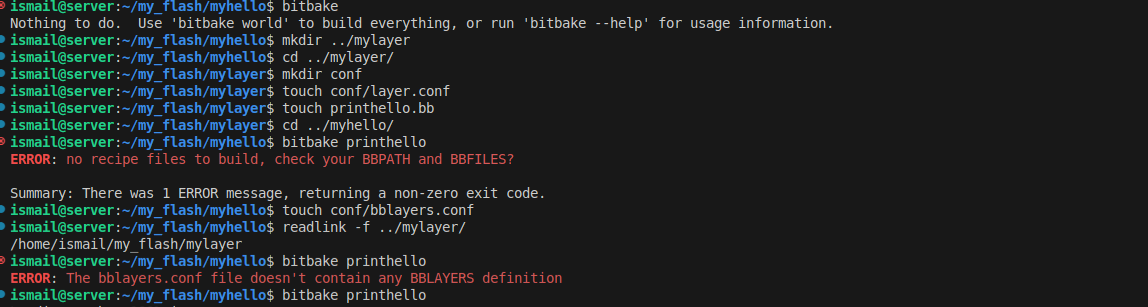 ismail@server:~/my_flash/myhello$ bitbake
Nothing to do.  Use 'bitbake world' to build everything, or run 'bitbake --help' for usage information.
ismail@server:~/my_flash/myhello$ mkdir ../mylayer
ismail@server:~/my_flash/myhello$ cd ../mylayer/
ismail@server:~/my_flash/mylayer$ mkdir conf
ismail@server:~/my_flash/mylayer$ touch conf/layer.conf
ismail@server:~/my_flash/mylayer$ touch printhello.bb
ismail@server:~/my_flash/mylayer$ cd ../myhello/
ismail@server:~/my_flash/myhello$ bitbake printhello
ERROR: no recipe files to build, check your BBPATH and BBFILES?
Summary: There was 1 ERROR message, returning a non-zero exit code.
ismail@server:~/my_flash/myhello$ touch conf/bblayers.conf
ismail@server:~/my_flash/myhello$ readlink -f ../mylayer/
/home/ismail/my_flash/mylayer
ismail@server:~/my_flash/myhello$ bitbake printhello
ERROR: The bblayers.conf file doesn't contain any BBLAYERS definition
ismail@server:~/my_flash/myhello$ bitbake printhello